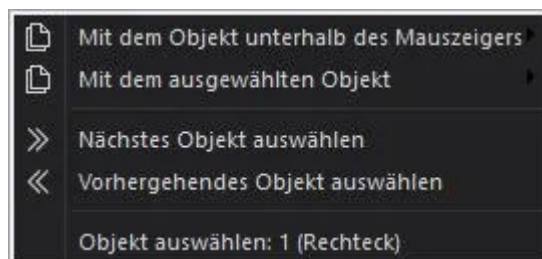 Mit dem Objekt unterhalb des Mauszeigers
Mit dem ausgewählten Objekt
Nächstes Objekt auswählen
Vorhergehendes Objekt auswählen
Objekt auswählen: 1 (Rechteck)